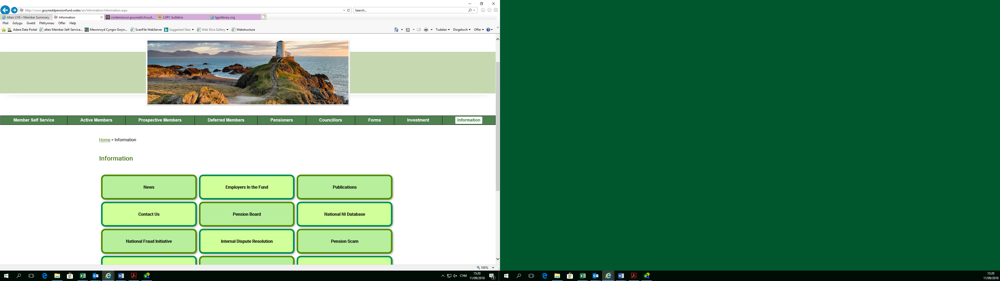 http://www.gwyneddpensionfund.wales/en/Information/Information.aspx
Search...
Altair LIVE • Member Summary
Information
contensiswui.gwynedd.rhwyd...
LGPC bulletins
lgpslibrary.org
Ffeil Golygu Gweld Ffefrynnau Offer Help
Adare Data Portal altair Member Self-Service... Mewnrwyd Cyngor Gwyn... ScanFile WebServer Suggested Sites Web Slice Gallery Webstructure
Tudalen Diogelwch Offer
Member Self Service Active Members Prospective Members Deferred Members Pensioners Councillors Forms Investment Information
Home > Information
Information
News Employers In the Fund Publications
Contact Us Pension Board National NI Database
National Fraud Initiative Internal Dispute Resolution Pension Scam
100%
CYM
15:20
11/09/2018
1
15:20
11/09/2018